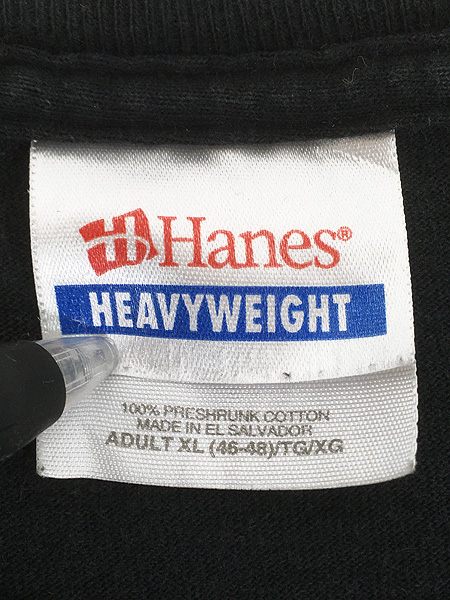 Hanes®
HEAVYWEIGHT
100% PRESHRUNK COTTON
MADE IN EL SALVADOR
ADULT XL (46-48)/TG/XG